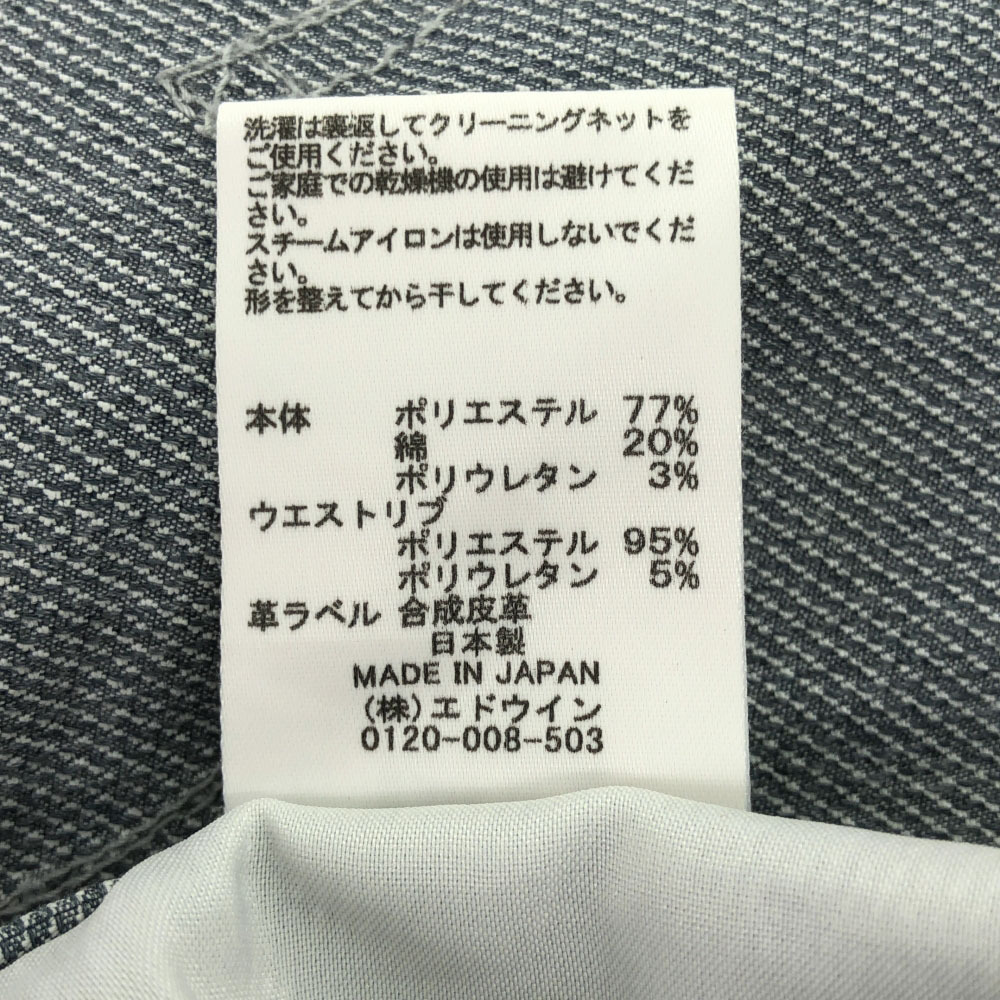 洗濯は裏返してクリーニングネットを
ご使用ください。
ご家庭での乾燥機の使用は避けてくだ
さい。
スチームアイロンは使用しないでくだ
さい。
形を整えてから干してください。
本体 ポリエステル 77%
綿 20%
ポリウレタン 3%
ウエストリブ
ポリエステル 95%
ポリウレタン 5%
革ラベル 合成皮革
日本製
MADE IN JAPAN
(株)エドウイン
0120-008-503